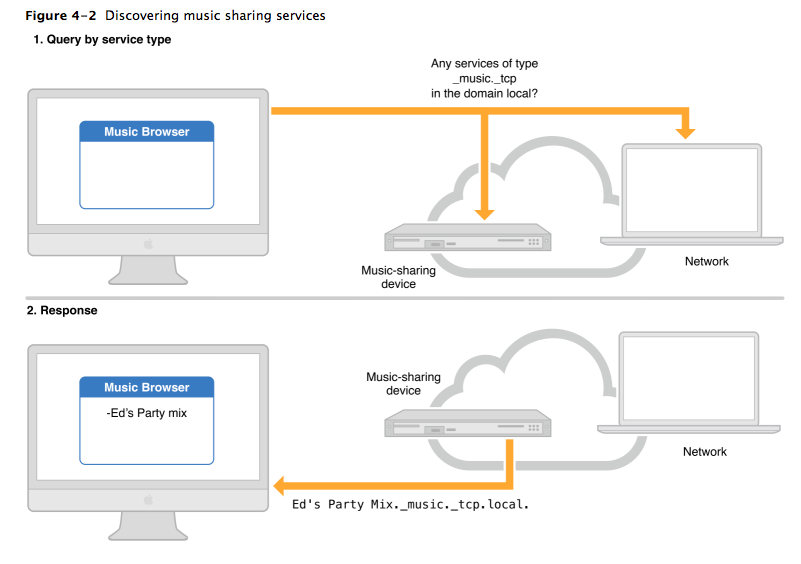 Figure 4–2 Discovering music sharing services
1. Query by service type
Any services of type
_music._tcp
in the domain local?
Music Browser
Music-sharing
device
Network
2. Response
Music Browser
-Ed's Party mix
Music-sharing
device
Network
Ed's Party Mix._music._tcp.local.